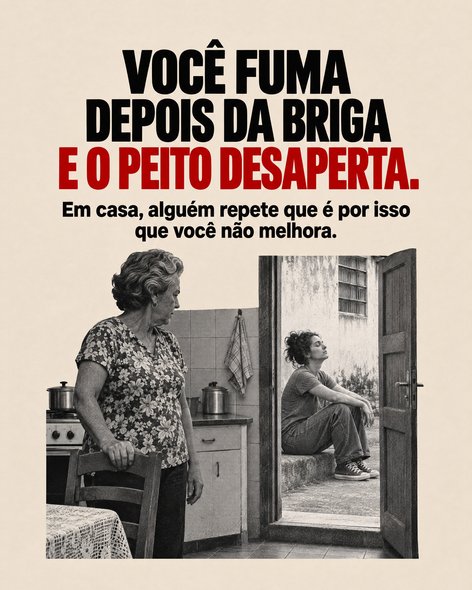 VOCÊ FUMA
DEPOIS DA BRIGA
E O PEITO DESAPERTA.
Em casa, alguém repete que é por isso
que você não melhora.